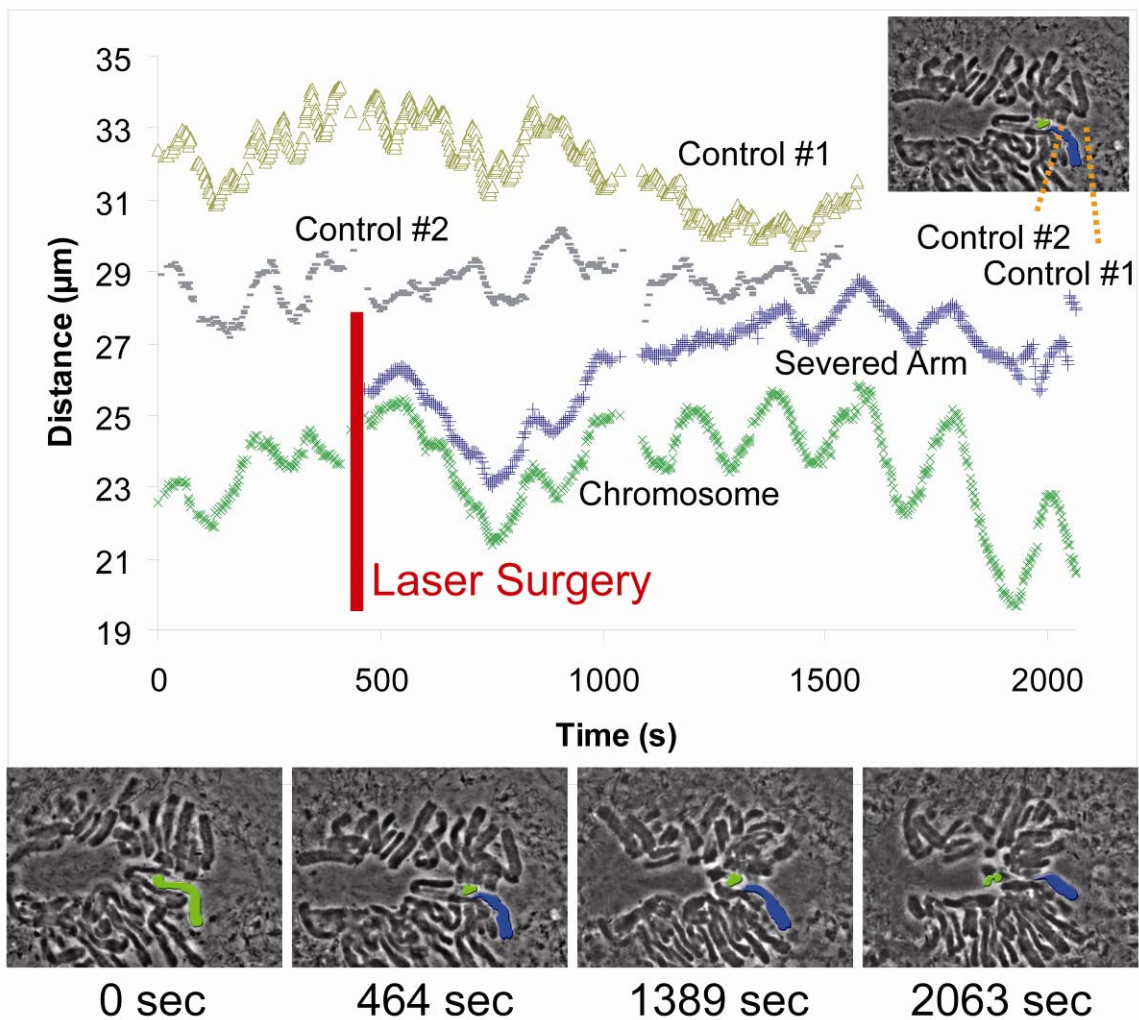 35
33
31
29
27
25
23
21
19
Distance (µm)
Control #1
Control #2
Control #2
Control #1
Severed Arm
Chromosome
Laser Surgery
0 500 1000 1500 2000
Time (s)
0 sec 464 sec 1389 sec 2063 sec